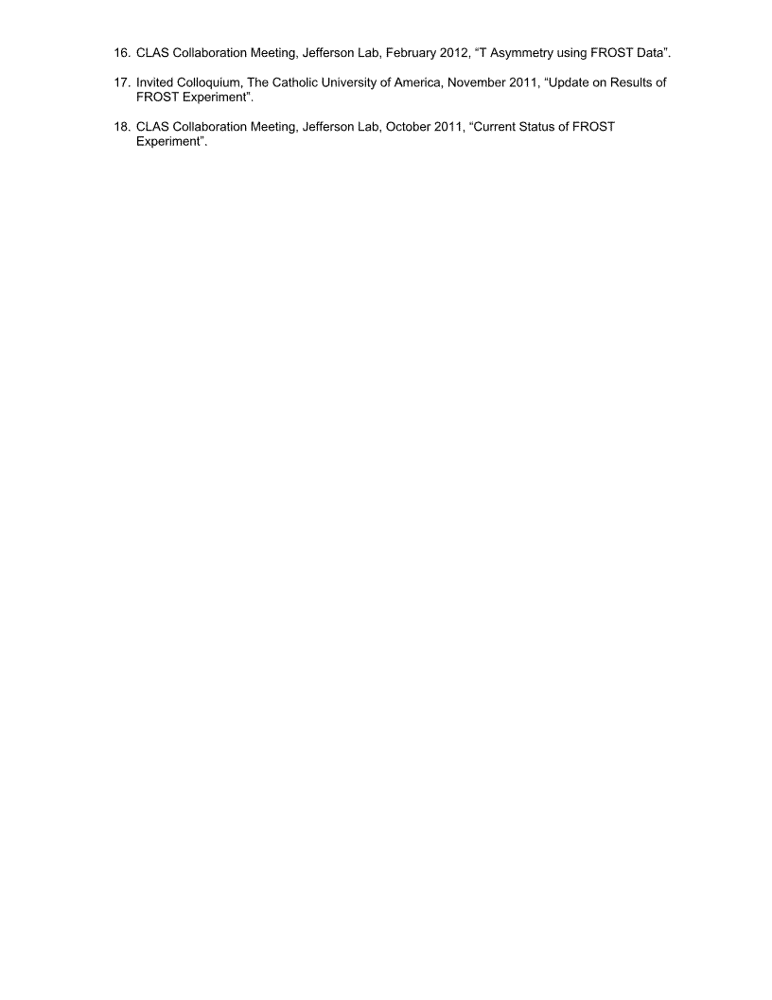 16. CLAS Collaboration Meeting, Jefferson Lab, February 2012, “T Asymmetry using FROST Data”.
17. Invited Colloquium, The Catholic University of America, November 2011, “Update on Results of
FROST Experiment”.
18. CLAS Collaboration Meeting, Jefferson Lab, October 2011, “Current Status of FROST
Experiment”.